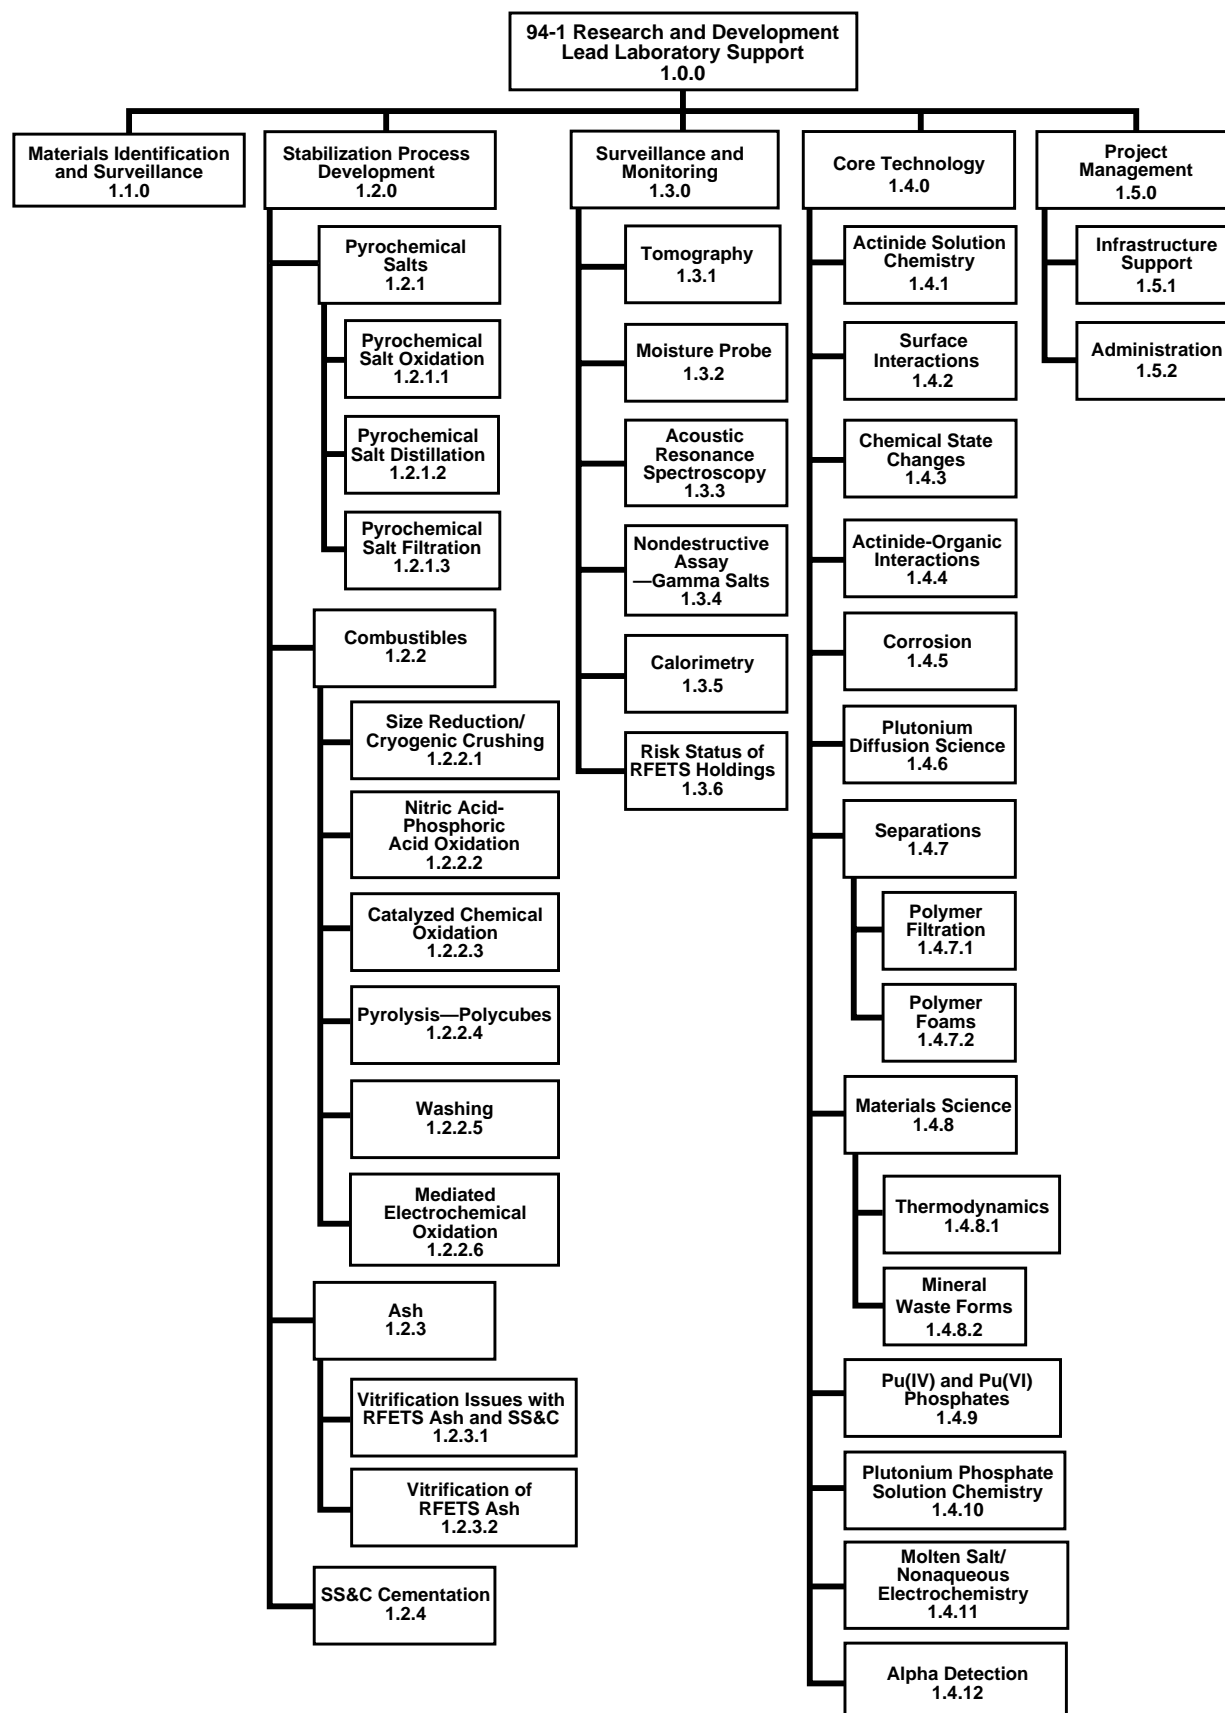 94-1 Research and Development
Lead Laboratory Support
1.0.0
Materials Identification
and Surveillance
1.1.0
Stabilization Process
Development
1.2.0
Pyrochemical
Salts
1.2.1
Pyrochemical
Salt Oxidation
1.2.1.1
Pyrochemical
Salt Distillation
1.2.1.2
Pyrochemical
Salt Filtration
1.2.1.3
Combustibles
1.2.2
Size Reduction/
Cryogenic Crushing
1.2.2.1
Nitric Acid-
Phosphoric
Acid Oxidation
1.2.2.2
Catalyzed Chemical
Oxidation
1.2.2.3
Pyrolysis—Polycubes
1.2.2.4
Washing
1.2.2.5
Mediated
Electrochemical
Oxidation
1.2.2.6
Ash
1.2.3
Vitrification Issues with
RFETS Ash and SS&C
1.2.3.1
Vitrification of
RFETS Ash
1.2.3.2
SS&C Cementation
1.2.4
Surveillance and
Monitoring
1.3.0
Tomography
1.3.1
Moisture Probe
1.3.2
Acoustic
Resonance
Spectroscopy
1.3.3
Nondestructive
Assay
—Gamma Salts
1.3.4
Calorimetry
1.3.5
Risk Status of
RFETS Holdings
1.3.6
Core Technology
1.4.0
Actinide Solution
Chemistry
1.4.1
Surface
Interactions
1.4.2
Chemical State
Changes
1.4.3
Actinide-Organic
Interactions
1.4.4
Corrosion
1.4.5
Plutonium
Diffusion Science
1.4.6
Separations
1.4.7
Polymer
Filtration
1.4.7.1
Polymer
Foams
1.4.7.2
Materials Science
1.4.8
Thermodynamics
1.4.8.1
Mineral
Waste Forms
1.4.8.2
Pu(IV) and Pu(VI)
Phosphates
1.4.9
Plutonium Phosphate
Solution Chemistry
1.4.10
Molten Salt/
Nonaqueous
Electrochemistry
1.4.11
Alpha Detection
1.4.12
Project
Management
1.5.0
Infrastructure
Support
1.5.1
Administration
1.5.2